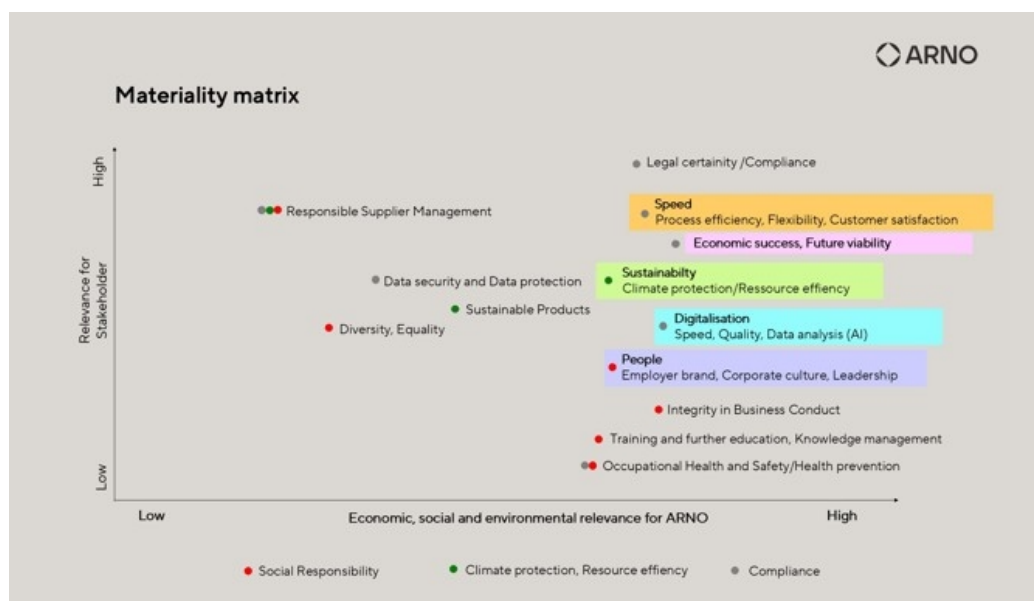 ARNO
Materiality matrix
High
Legal certainity /Compliance
Responsible Supplier Management
Speed
Process efficiency, Flexibility, Customer satisfaction
Economic success, Future viability
Relevance for
Stakeholder
Data security and Data protection
Sustainabilty
Climate protection/Ressource effiency
Sustainable Products
Diversity, Equality
Digitalisation
Speed, Quality, Data analysis (AI)
People
Employer brand, Corporate culture, Leadership
Integrity in Business Conduct
Training and further education, Knowledge management
Occupational Health and Safety/Health prevention
Low
Low
Economic, social and environmental relevance for ARNO
High
Social Responsibility
Climate protection, Resource effiency
Compliance